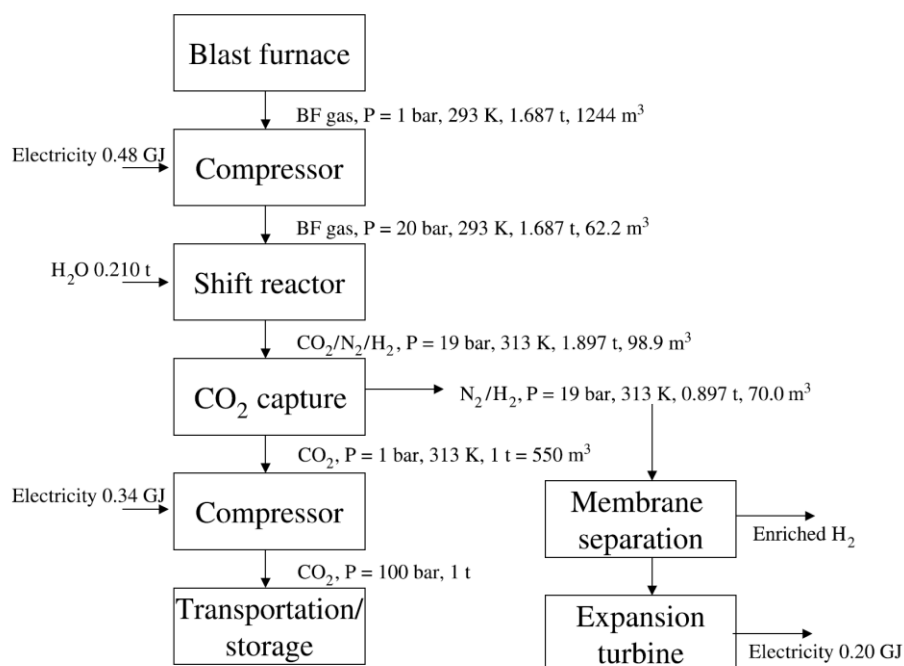 Blast furnace
BF gas, P = 1 bar, 293 K, 1.687 t, 1244 m³
Electricity 0.48 GJ
Compressor
BF gas, P = 20 bar, 293 K, 1.687 t, 62.2 m³
H₂O 0.210 t
Shift reactor
CO₂/N₂/H₂, P = 19 bar, 313 K, 1.897 t, 98.9 m³
CO₂ capture
N₂/H₂, P = 19 bar, 313 K, 0.897 t, 70.0 m³
CO₂, P = 1 bar, 313 K, 1 t = 550 m³
Electricity 0.34 GJ
Compressor
Membrane
separation
Enriched H₂
CO₂, P = 100 bar, 1 t
Transportation/
storage
Expansion
turbine
Electricity 0.20 GJ